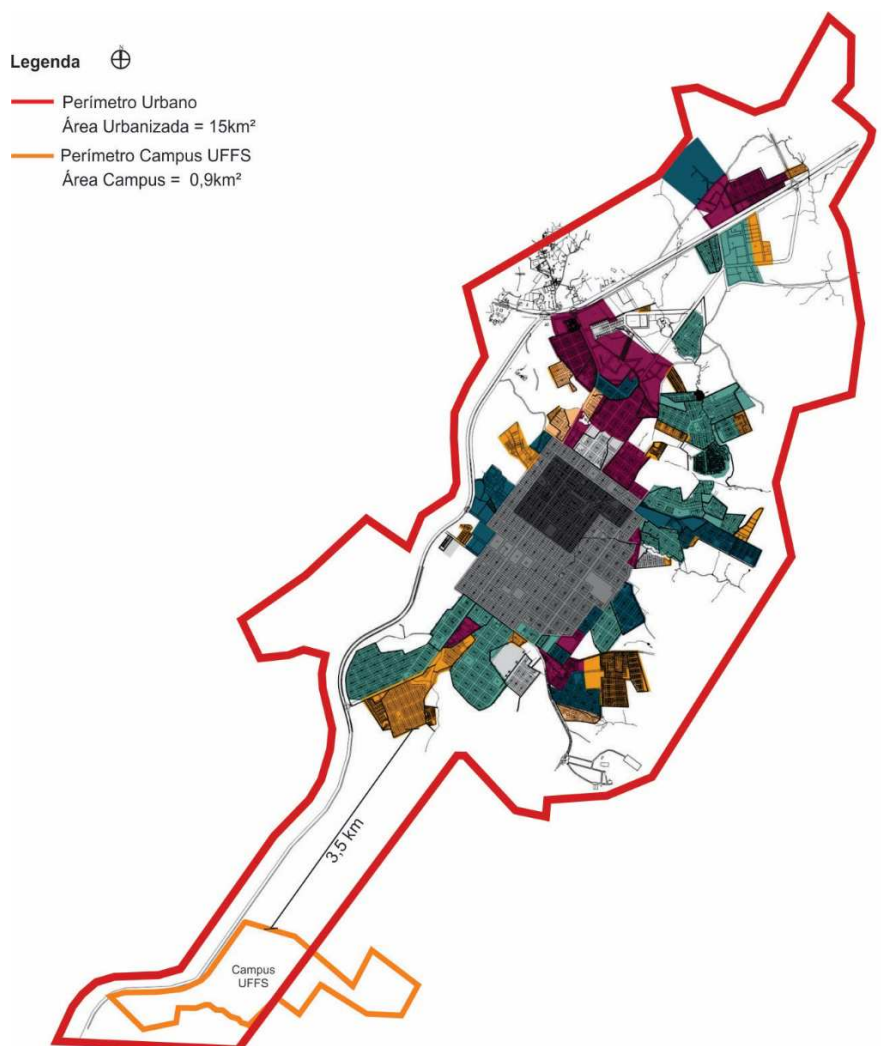 N
Legenda
Perímetro Urbano
Área Urbanizada = 15km²
Perímetro Campus UFFS
Área Campus = 0,9km²
3,5 km
Campus
UFFS